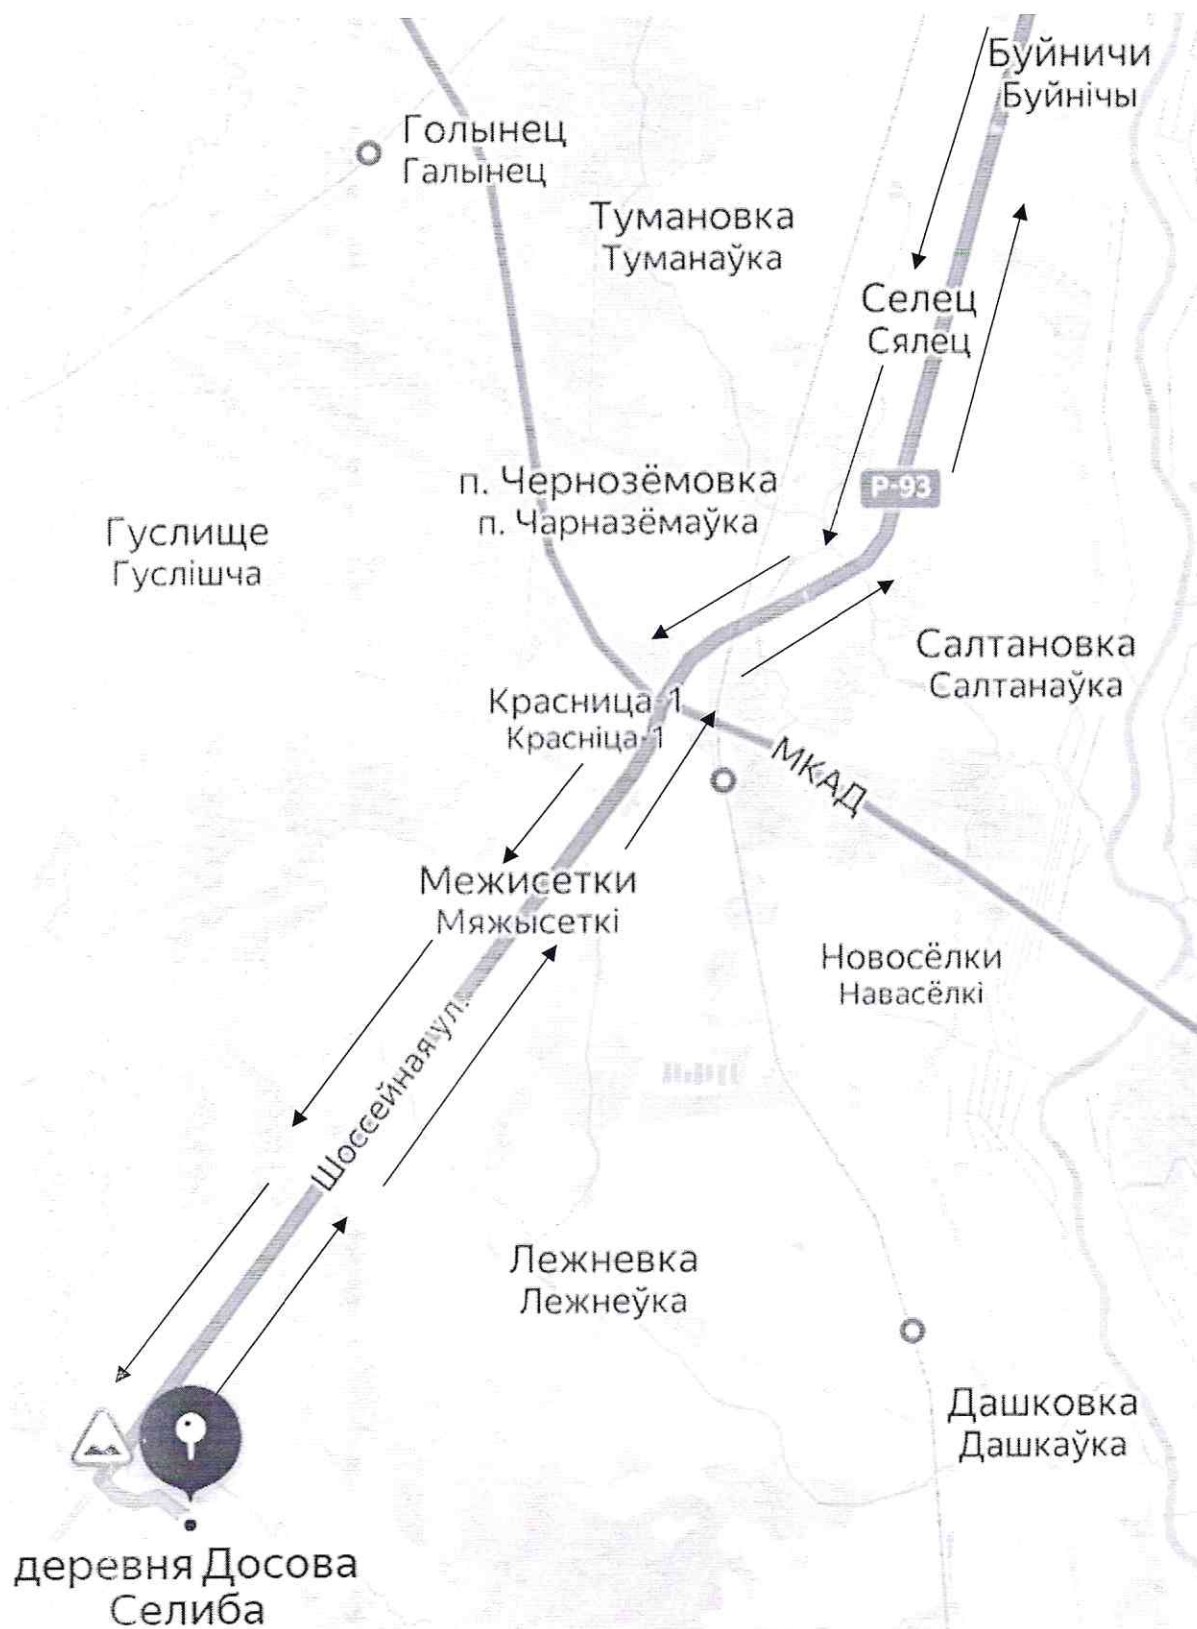 Буйничи
Буйнічы
Голынец
Галынец
Тумановка
Туманаўка
Селец
Сялец
п. Чернозёмовка
п. Чарназёмаўка
Р-93
Гуслище
Гуслішча
Салтановка
Салтанаўка
Красница-1
Красніца-1
МКАД
Межисетки
Мяжысеткі
Новосёлки
Навасёлкі
Шоссейная ул.
Лежневка
Лежнеўка
Дашковка
Дашкаўка
деревня Досова
Селиба